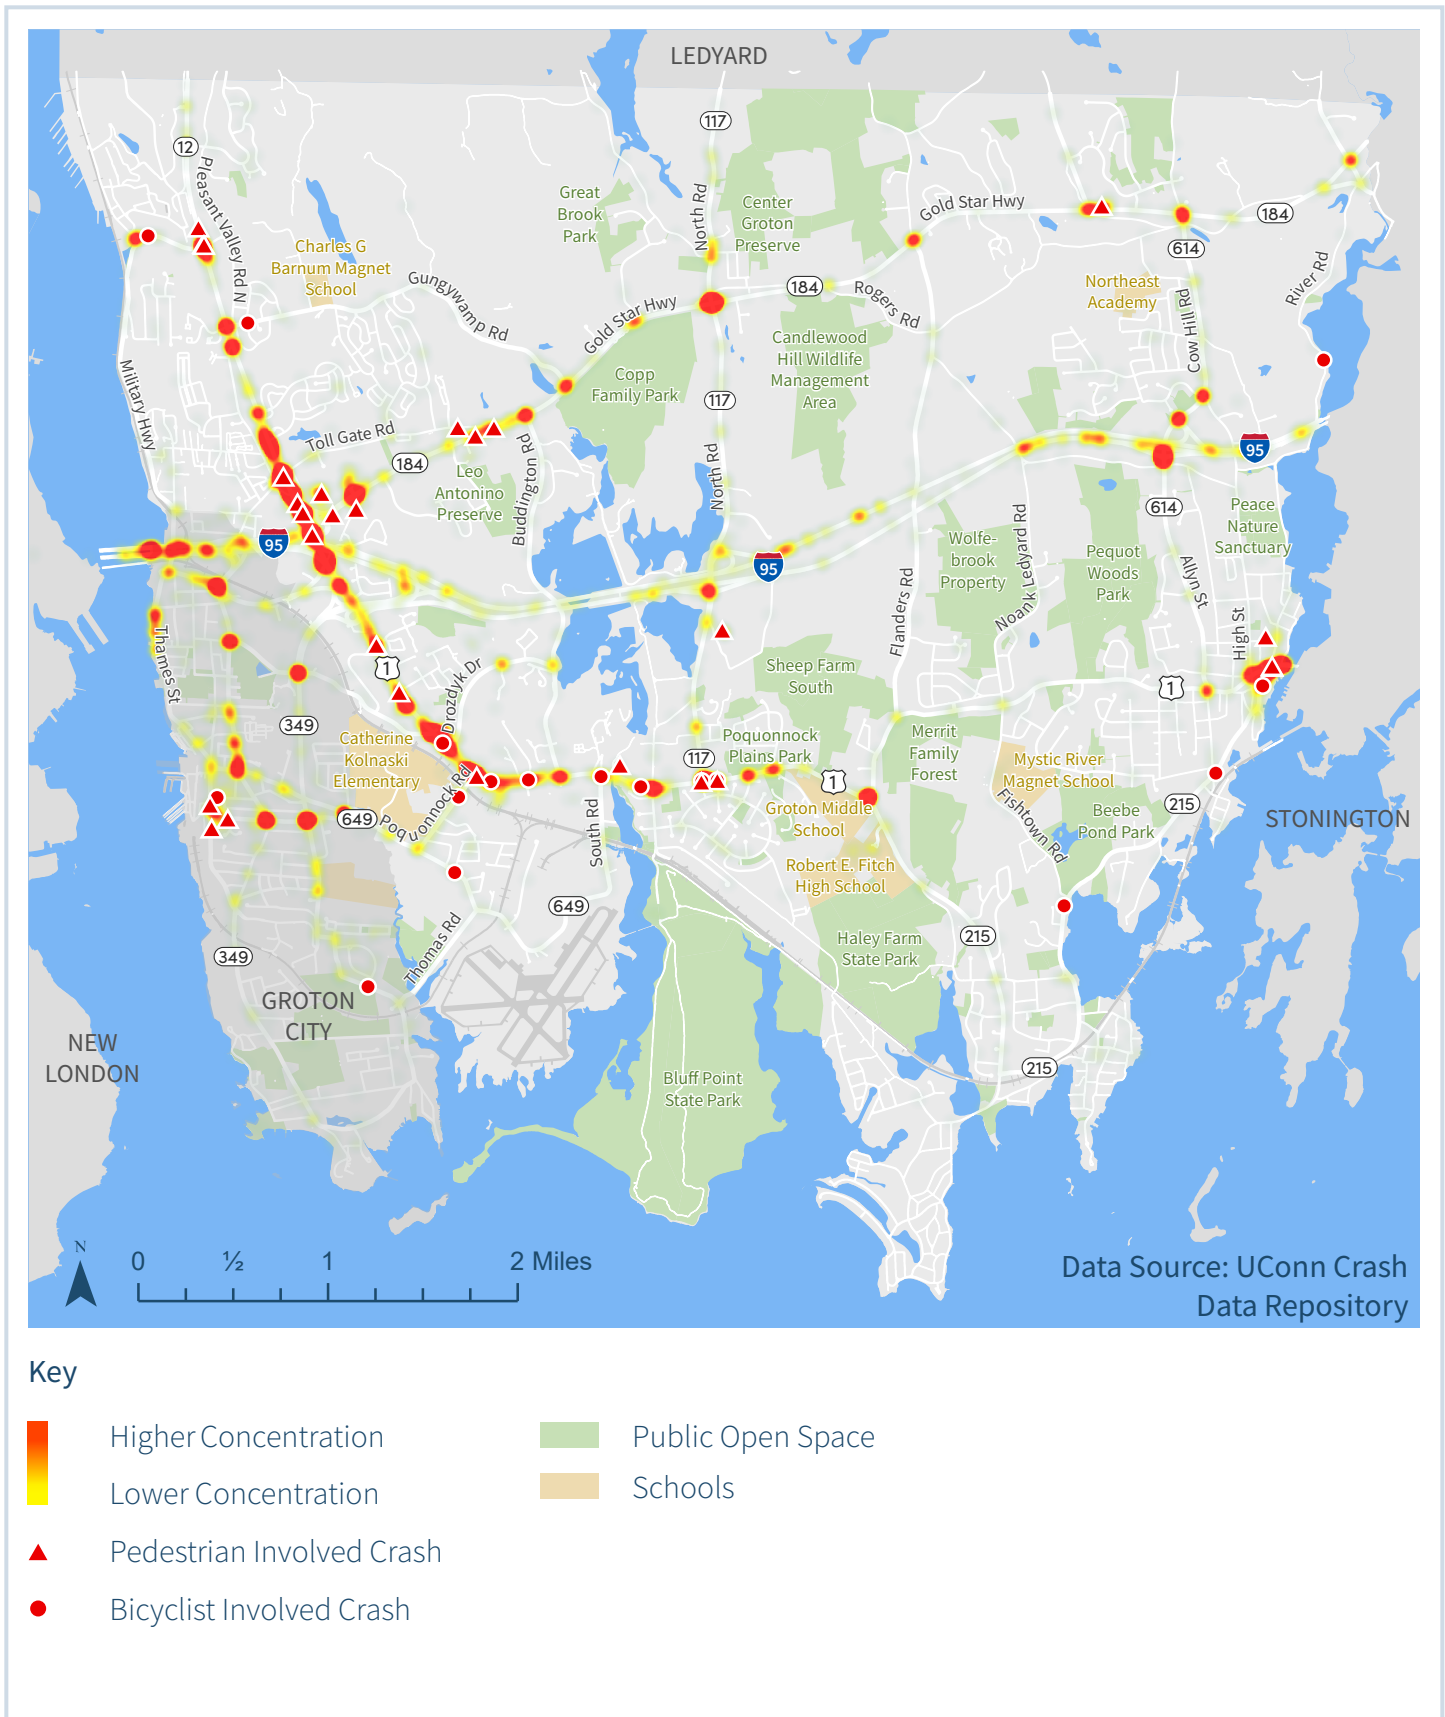 LEDYARD
117
12
Pleasant Valley Rd N
Great
Brook
Park
North Rd
Center
Groton
Preserve
Gold Star Hwy
184
614
Charles G
Barnum Magnet
School
Gungywamp Rd
Gold Star Hwy
184
Rogers Rd
Northeast
Academy
Cow Hill Rd
River Rd
Military Hwy
Copp
Family Park
Candlewood
Hill Wildlife
Management
Area
117
Toll Gate Rd
184
Leo
Antonino
Preserve
Buddington Rd
North Rd
95
614
Peace
Nature
Sanctuary
95
95
Wolfe-
brook
Property
Noank Ledyard Rd
Pequot
Woods
Park
Allyn St
Flanders Rd
High St
Thames St
1
Drozdyk Dr
Sheep Farm
South
1
349
Catherine
Kolnaski
Elementary
Poquonnock
Plains Park
117
Merrit
Family
Forest
Mystic River
Magnet School
1
649
Poquonnock Rd
South Rd
Groton Middle
School
Fishtown Rd
Beebe
Pond Park
215
STONINGTON
Robert E. Fitch
High School
649
Thomas Rd
349
Haley Farm
State Park
215
GROTON
CITY
NEW
LONDON
Bluff Point
State Park
215
N
0 ½ 1 2 Miles
Data Source: UConn Crash
Data Repository
Key
Higher Concentration
Public Open Space
Lower Concentration
Schools
Pedestrian Involved Crash
Bicyclist Involved Crash